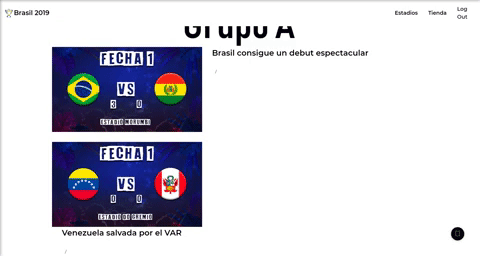 Brasil 2019
Estadios
Tienda
Log
Out
Grupo A
FECHA 1
VS
3 0
ESTADIO MORUMBI
Brasil consigue un debut espectacular
/
FECHA 1
VS
0 0
ESTADIO DO GREMIO
Venezuela salvada por el VAR
/